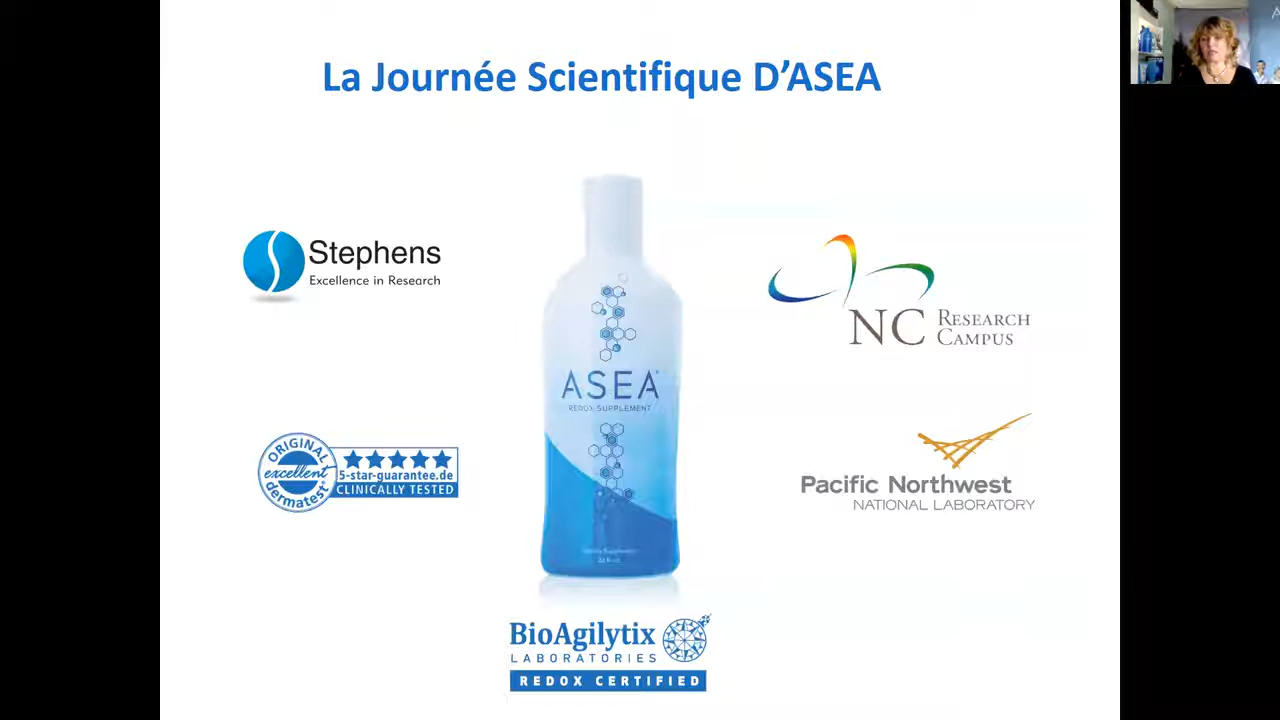 La Journée Scientifique D'ASEA
Stephens
Excellence in Research
NC RESEARCH
CAMPUS
ASEA
REDOX SUPPLEMENT
ORIGINAL
excellent
dermatest®
5-star-guarantee.de
CLINICALLY TESTED
Pacific Northwest
NATIONAL LABORATORY
BioAgilytix
LABORATORIES
REDOX CERTIFIED